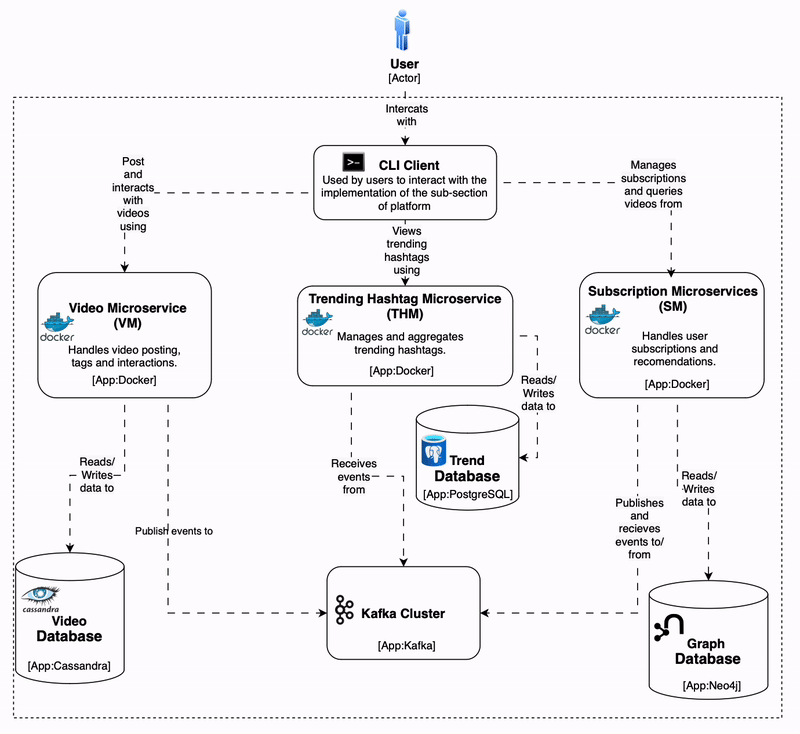 User
[Actor]
Intercats
with
>-
CLI Client
Used by users to interact with the
implementation of the sub-section
of platform
Post
and
interacts
with
videos
using
Views
trending
hashtags
using
Manages
subscriptions
and queries
videos from
Video Microservice
(VM)
docker
Handles video posting,
tags and interactions.
[App:Docker]
Trending Hashtag Microservice
(THM)
docker
Manages and aggregates
trending hashtags.
[App:Docker]
Subscription Microservices
(SM)
docker
Handles user
subscriptions and
recomendations.
[App:Docker]
Reads/
Writes
data to
Publish events to
Receives
events
from
Reads/
Writes
data to
Trend
Database
[App:PostgreSQL]
Publishes
and
recieves
events to/
from
Reads/
Writes
data to
cassandra
Video
Database
[App:Cassandra]
Kafka Cluster
[App:Kafka]
Graph
Database
[App:Neo4j]